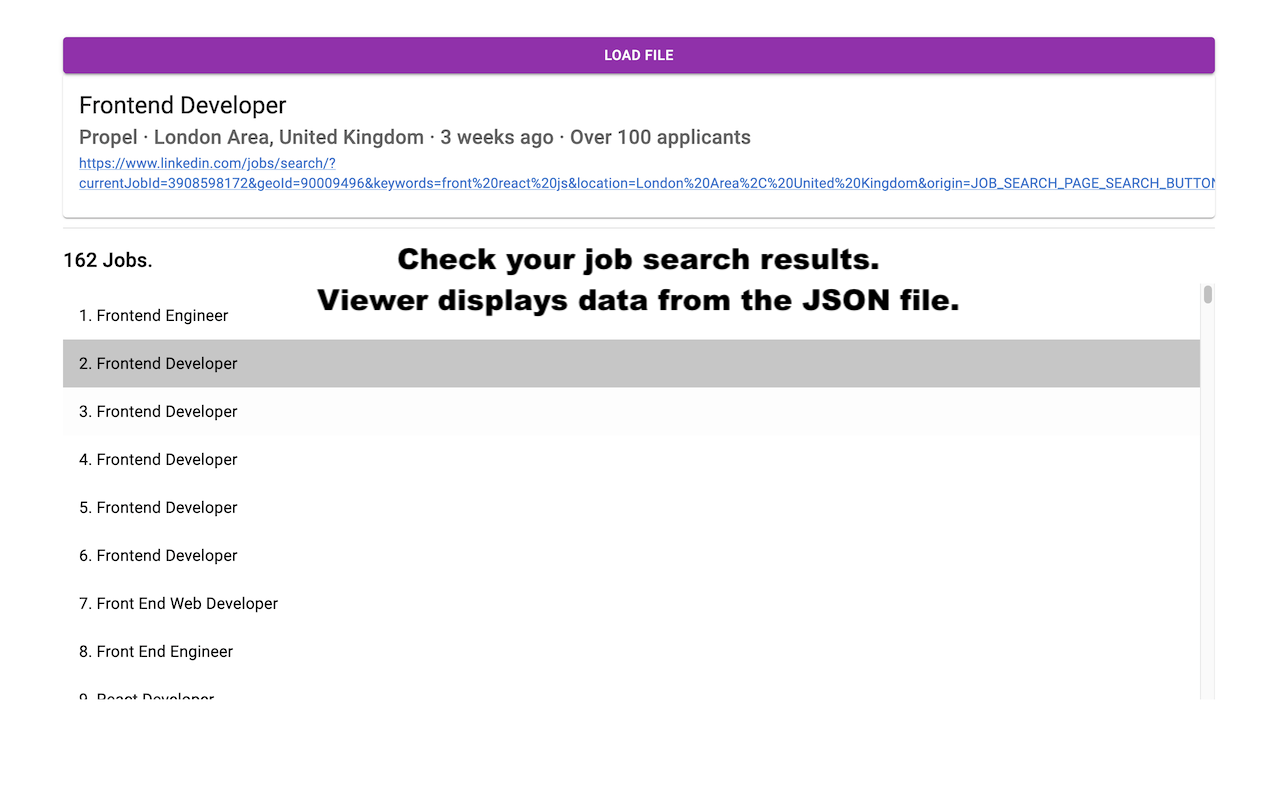 LOAD FILE
Frontend Developer
Propel · London Area, United Kingdom · 3 weeks ago · Over 100 applicants
https://www.linkedin.com/jobs/search/?
currentJobId=3908598172&geoId=90009496&keywords=front%20react%20js&location=London%20Area%2C%20United%20Kingdom&origin=JOB_SEARCH_PAGE_SEARCH_BUTTON
162 Jobs.
Check your job search results.
Viewer displays data from the JSON file.
1. Frontend Engineer
2. Frontend Developer
3. Frontend Developer
4. Frontend Developer
5. Frontend Developer
6. Frontend Developer
7. Front End Web Developer
8. Front End Engineer
9. React Developer